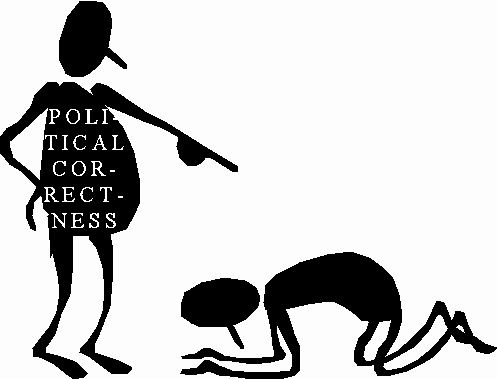 POLI-
TICAL
COR-
RECT-
NESS